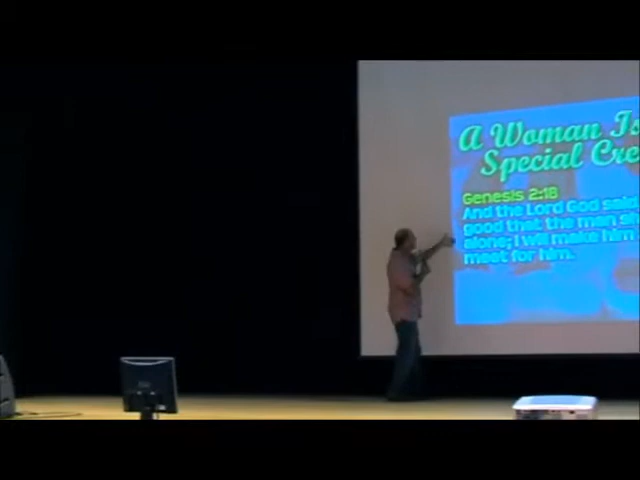 A Woman Is
Special Cre
Genesis 2:18
And the Lord God said
good that the man sh
alone; I will make him
meet for him.